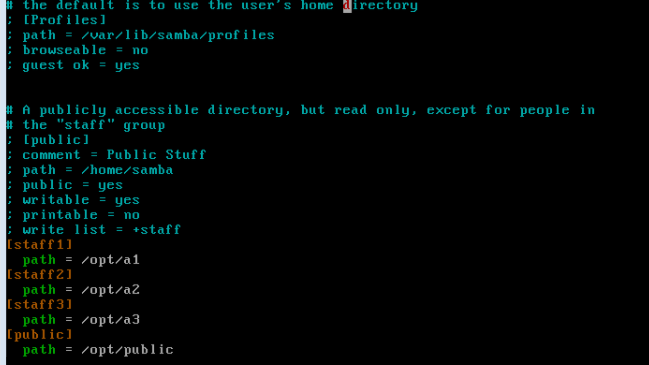 # the default is to use the user's home directory
; [Profiles]
; path = /var/lib/samba/profiles
; browseable = no
; guest ok = yes
# A publicly accessible directory, but read only, except for people in
# the "staff" group
; [public]
; comment = Public Stuff
; path = /home/samba
; public = yes
; writable = yes
; printable = no
; write list = +staff
[staff1]
path = /opt/a1
[staff2]
path = /opt/a2
[staff3]
path = /opt/a3
[public]
path = /opt/public